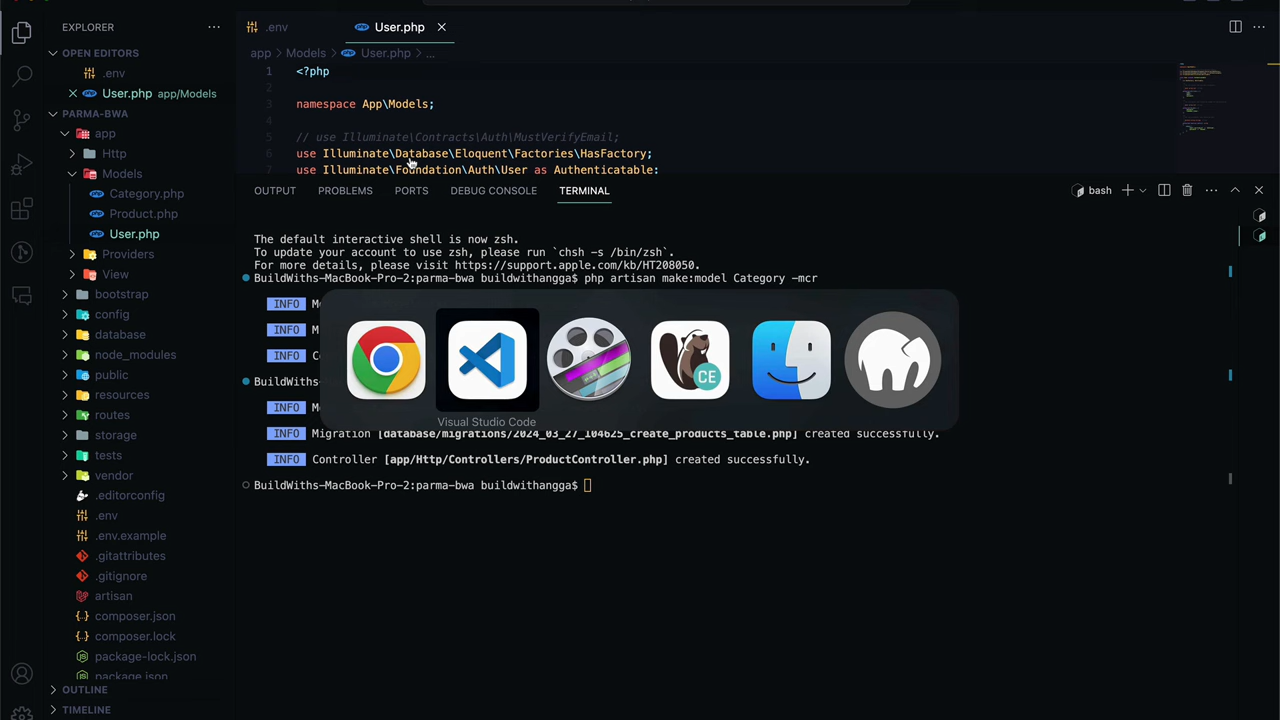 EXPLORER
OPEN EDITORS
.env
User.php app/Models
PARMA-BWA
app
Http
Models
Category.php
Product.php
User.php
Providers
View
bootstrap
config
database
node_modules
public
resources
routes
storage
tests
vendor
.editorconfig
.env
.env.example
.gitattributes
.gitignore
artisan
composer.json
composer.lock
package-lock.json
package.json
OUTLINE
TIMELINE
.env
User.php
app > Models > User.php > ...
1 <?php
2
3 namespace App\Models;
4
5 // use Illuminate\Contracts\Auth\MustVerifyEmail;
6 use Illuminate\Database\Eloquent\Factories\HasFactory;
7 use Illuminate\Foundation\Auth\User as Authenticatable;
OUTPUT PROBLEMS PORTS DEBUG CONSOLE TERMINAL
bash
The default interactive shell is now zsh.
To update your account to use zsh, please run `chsh -s /bin/zsh`.
For more details, please visit https://support.apple.com/kb/HT208050.
BuildWiths-MacBook-Pro-2:parma-bwa buildwithangga$ php artisan make:model Category -mcr
INFO
INFO
INFO
CE
Visual Studio Code
INFO
INFO Migration [database/migrations/2024_03_27_104625_create_products_table.php] created successfully.
INFO Controller [app/Http/Controllers/ProductController.php] created successfully.
BuildWiths-MacBook-Pro-2:parma-bwa buildwithangga$